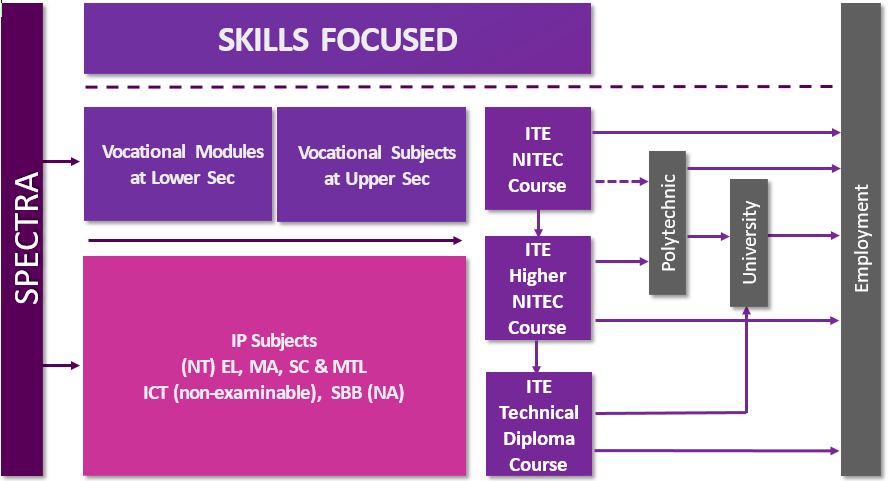 SPECTRA
SKILLS FOCUSED
Vocational Modules
at Lower Sec
Vocational Subjects
at Upper Sec
IP Subjects
(NT) EL, MA, SC & MTL
ICT (non-examinable), SBB (NA)
ITE
NITEC
Course
ITE
Higher
NITEC
Course
ITE
Technical
Diploma
Course
Polytechnic
University
Employment